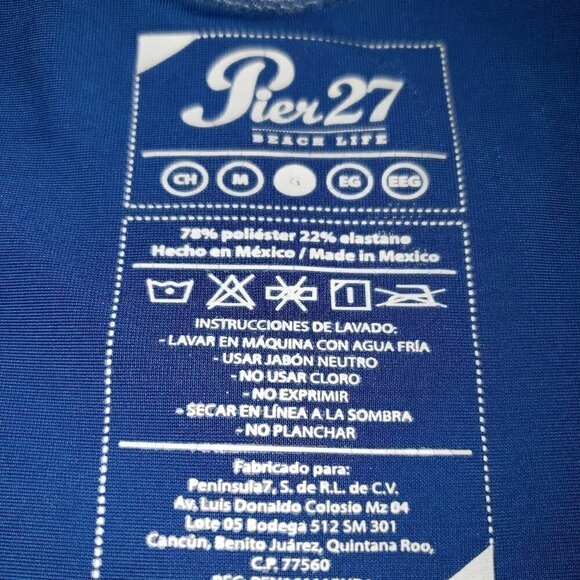 Pier 27
BEACH LIFE
CH M G EG EEG
78% poliéster 22% elastano
Hecho en México / Made in Mexico
INSTRUCCIONES DE LAVADO:
- LAVAR EN MÁQUINA CON AGUA FRÍA
- USAR JABÓN NEUTRO
- NO USAR CLORO
- NO EXPRIMIR
- SECAR EN LÍNEA A LA SOMBRA
- NO PLANCHAR
Fabricado para:
Península7, S. de R.L. de C.V.
Av. Luis Donaldo Colosio Mz 04
Lote 05 Bodega 512 SM 301
Cancún, Benito Juárez, Quintana Roo,
C.P. 77560